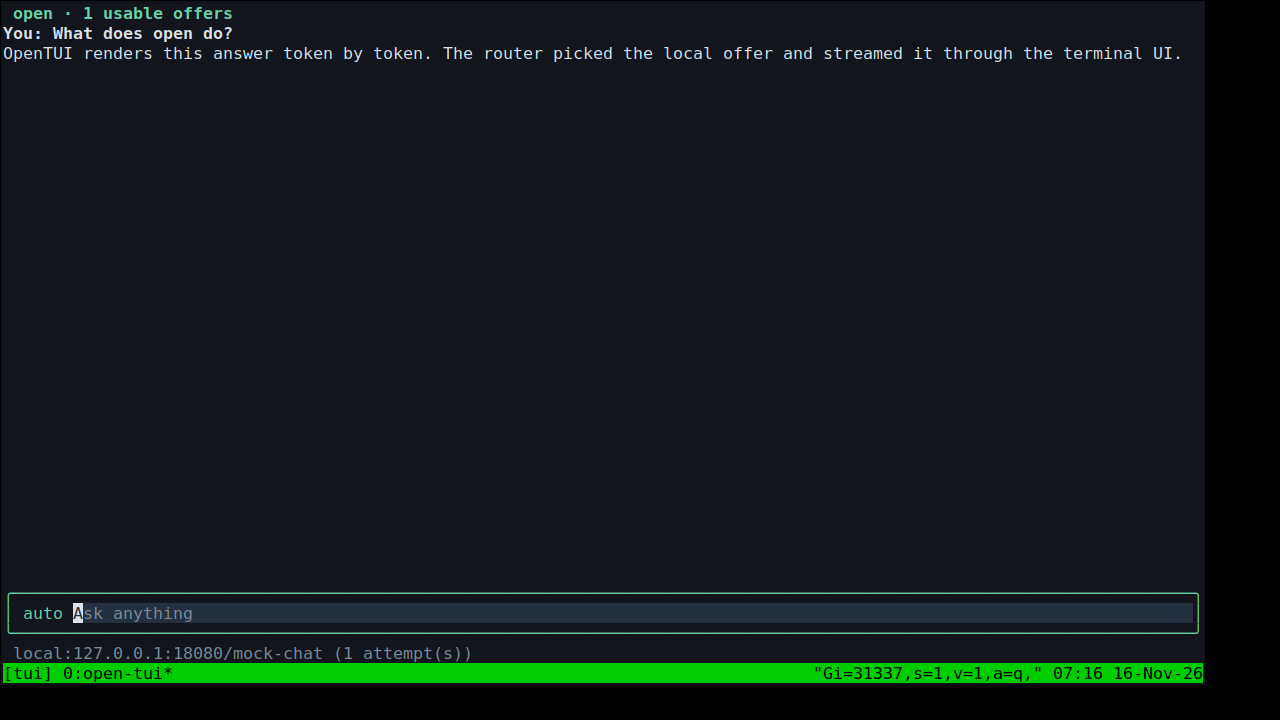 open · 1 usable offers
You: What does open do?
OpenTUI renders this answer token by token. The router picked the local offer and streamed it through the terminal UI.
auto Ask anything
local:127.0.0.1:18080/mock-chat (1 attempt(s))
[tui] 0:open-tui* "Gi=31337,s=1,v=1,a=q," 07:16 16-Nov-26